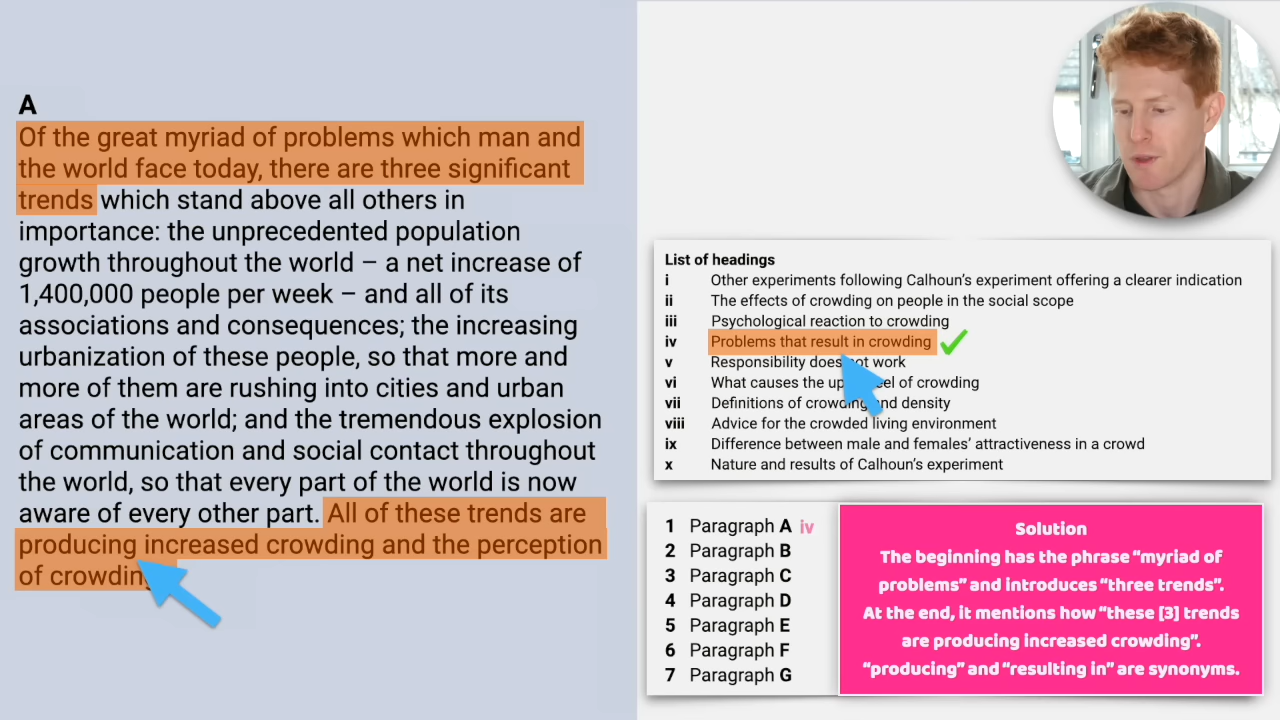 A
Of the great myriad of problems which man and
the world face today, there are three significant
trends which stand above all others in
importance: the unprecedented population
growth throughout the world – a net increase of
1,400,000 people per week – and all of its
associations and consequences; the increasing
urbanization of these people, so that more and
more of them are rushing into cities and urban
areas of the world; and the tremendous explosion
of communication and social contact throughout
the world, so that every part of the world is now
aware of every other part. All of these trends are
producing increased crowding and the perception
of crowding
List of headings
i Other experiments following Calhoun's experiment offering a clearer indication
ii The effects of crowding on people in the social scope
iii Psychological reaction to crowding
iv Problems that result in crowding
v Responsibility does not work
vi What causes the of crowding
vii Definitions of crowding and density
viii Advice for the crowded living environment
ix Difference between male and females' attractiveness in a crowd
x Nature and results of Calhoun's experiment
1 Paragraph A iv
2 Paragraph B
3 Paragraph C
4 Paragraph D
5 Paragraph E
6 Paragraph F
7 Paragraph G
Solution
The beginning has the phrase "myriad of
problems" and introduces "three trends".
At the end, it mentions how "these [3] trends
are producing increased crowding".
"producing" and "resulting in" are synonyms.